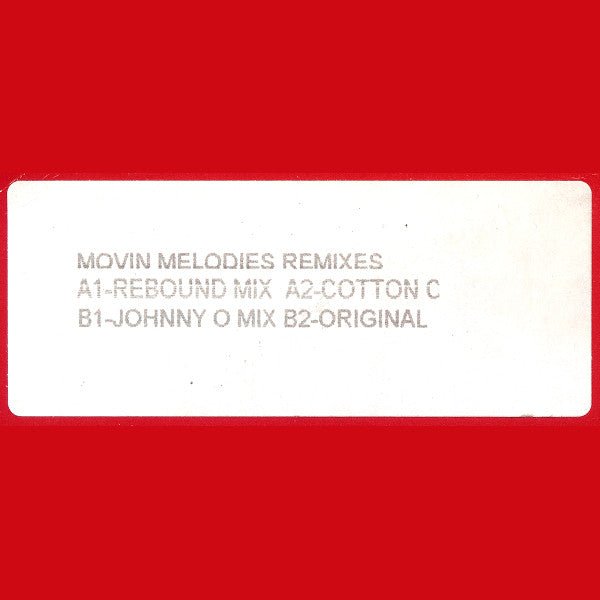 MOVIN MELODIES REMIXES
A1-REBOUND MIX A2-COTTON C
B1-JOHNNY O MIX B2-ORIGINAL